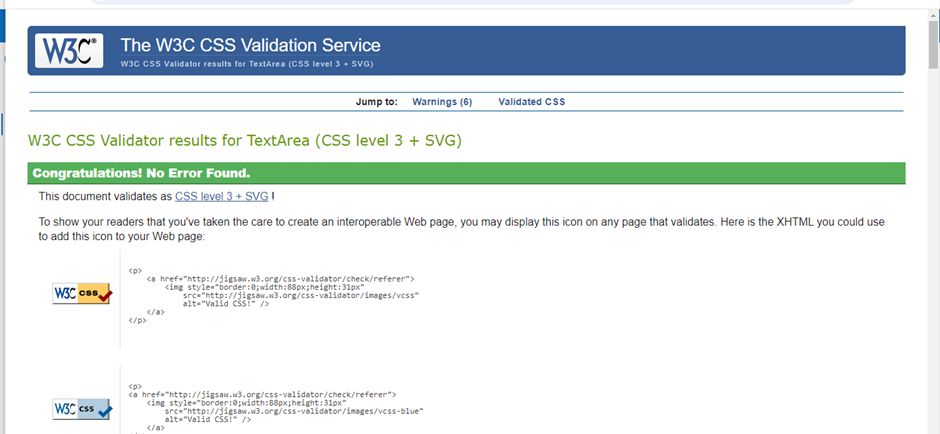 W3C®
The W3C CSS Validation Service
W3C CSS Validator results for TextArea (CSS level 3 + SVG)
Jump to: Warnings (6) Validated CSS
W3C CSS Validator results for TextArea (CSS level 3 + SVG)
Congratulations! No Error Found.
This document validates as CSS level 3 + SVG !
To show your readers that you've taken the care to create an interoperable Web page, you may display this icon on any page that validates. Here is the XHTML you could use
to add this icon to your Web page:
W3C css
<p>
<a href="http://jigsaw.w3.org/css-validator/check/referer">
<img style="border:0;width:88px;height:31px"
src="http://jigsaw.w3.org/css-validator/images/vcss"
alt="Valid CSS!" />
</a>
</p>
W3C css
<p>
<a href="http://jigsaw.w3.org/css-validator/check/referer">
<img style="border:0;width:88px;height:31px"
src="http://jigsaw.w3.org/css-validator/images/vcss-blue"
alt="Valid CSS!" />
</a>